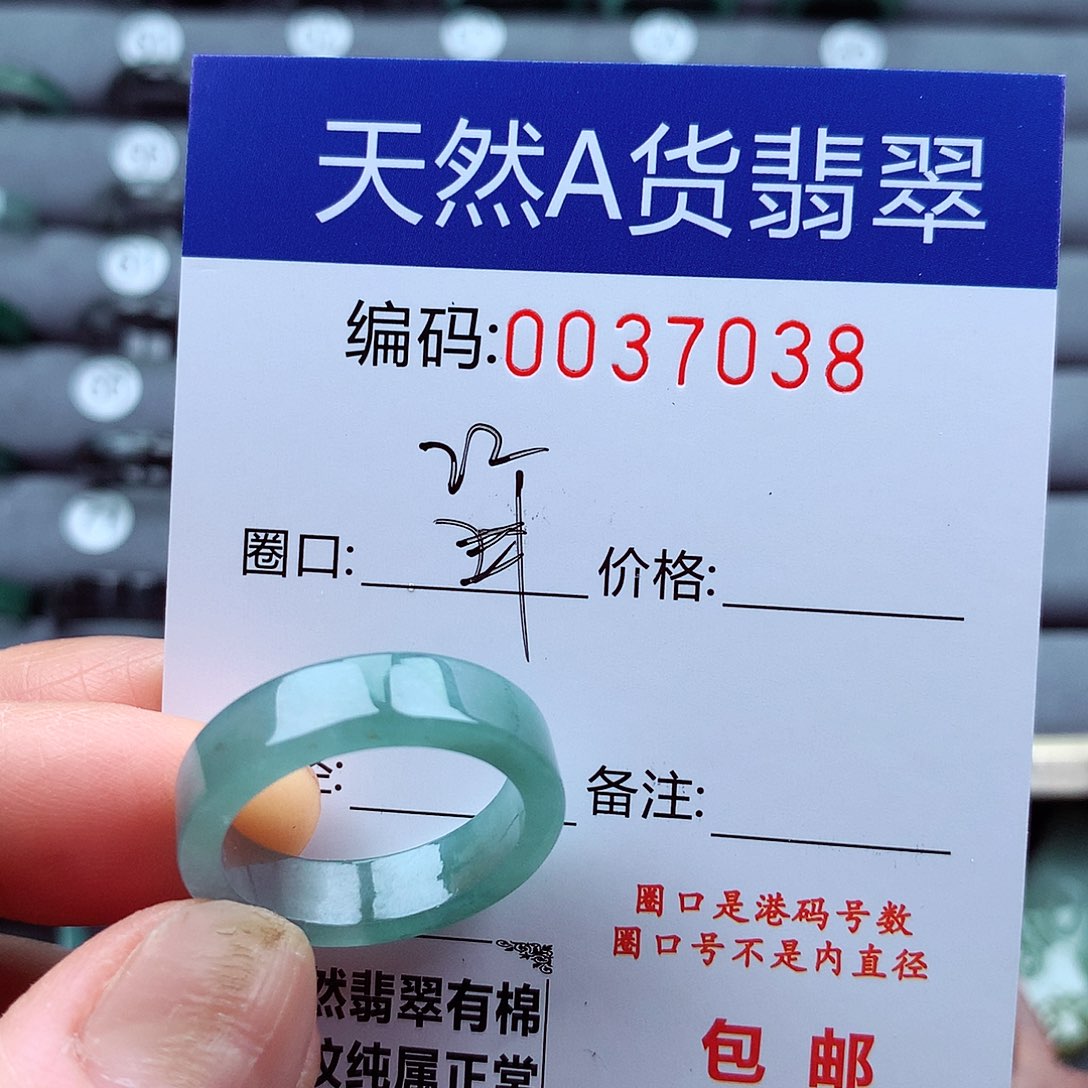 天然A货翡翠
编码:0037038
圈口: 价格:
备注:
圈口是港码号数
圈口号不是内直径
然翡翠有棉
纹纯属正常
包邮